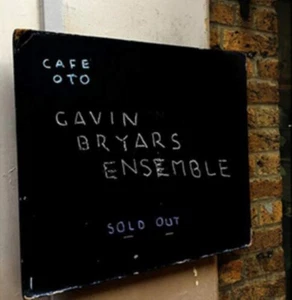 CAFE
OTO
GAVIN
BRYARS
ENSEMBLE
SOLD OUT